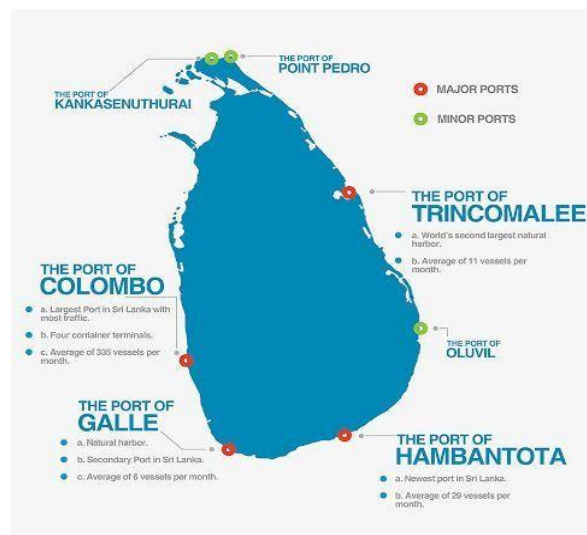 THE PORT OF
POINT PEDRO
THE PORT OF
KANKASENUTHURAI
MAJOR PORTS
MINOR PORTS
THE PORT OF
TRINCOMALEE
a. World's second largest natural
harbor.
b. Average of 11 vessels per
month.
THE PORT OF
COLOMBO
a. Largest Port in Sri Lanka with
most traffic.
b. Four container terminals.
c. Average of 335 vessels per
month.
THE PORT OF
OLUVIL
THE PORT OF
GALLE
a. Natural harbor.
b. Secondary Port in Sri Lanka.
c. Average of 6 vessels per month.
THE PORT OF
HAMBANTOTA
a. Newest port in Sri Lanka.
b. Average of 29 vessels per
month.